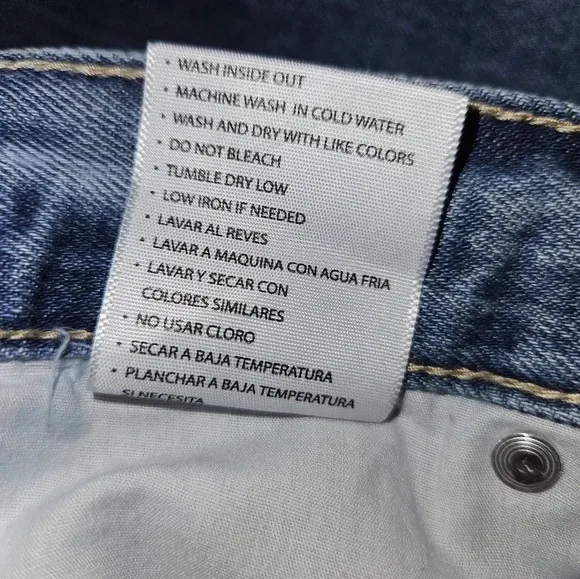 • WASH INSIDE OUT
• MACHINE WASH IN COLD WATER
• WASH AND DRY WITH LIKE COLORS
• DO NOT BLEACH
• TUMBLE DRY LOW
• LOW IRON IF NEEDED
• LAVAR AL REVES
• LAVAR A MAQUINA CON AGUA FRIA
• LAVAR Y SECAR CON
COLORES SIMILARES
• NO USAR CLORO
• SECAR A BAJA TEMPERATURA
• PLANCHAR A BAJA TEMPERATURA
SI NECESITA